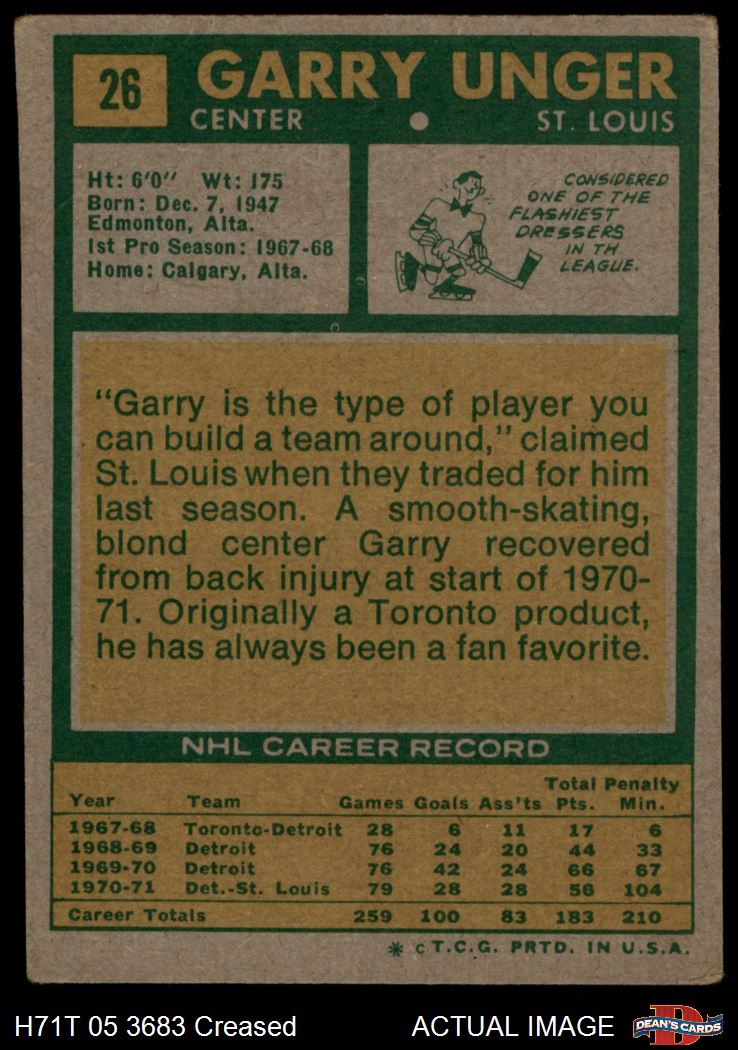 26
GARRY UNGER
CENTER • ST. LOUIS
Ht: 6'0" Wt: 175
Born: Dec. 7, 1947
Edmonton, Alta.
1st Pro Season: 1967-68
Home: Calgary, Alta.
CONSIDERED
ONE OF THE
FLASHIEST
DRESSERS
IN TH
LEAGUE.
"Garry is the type of player you
can build a team around," claimed
St. Louis when they traded for him
last season. A smooth-skating,
blond center Garry recovered
from back injury at start of 1970-
71. Originally a Toronto product,
he has always been a fan favorite.
NHL CAREER RECORD
Total Penalty
Year Team Games Goals Ass'ts Pts. Min.
1967-68 Toronto-Detroit 28 6 11 17 6
1968-69 Detroit 76 24 20 44 33
1969-70 Detroit 76 42 24 66 67
1970-71 Det.-St. Louis 79 28 28 56 104
Career Totals 259 100 83 183 210
* © T.C.G. PRTD. IN U.S.A.
H71T 05 3683 Creased ACTUAL IMAGE D DEAN'S CARDS